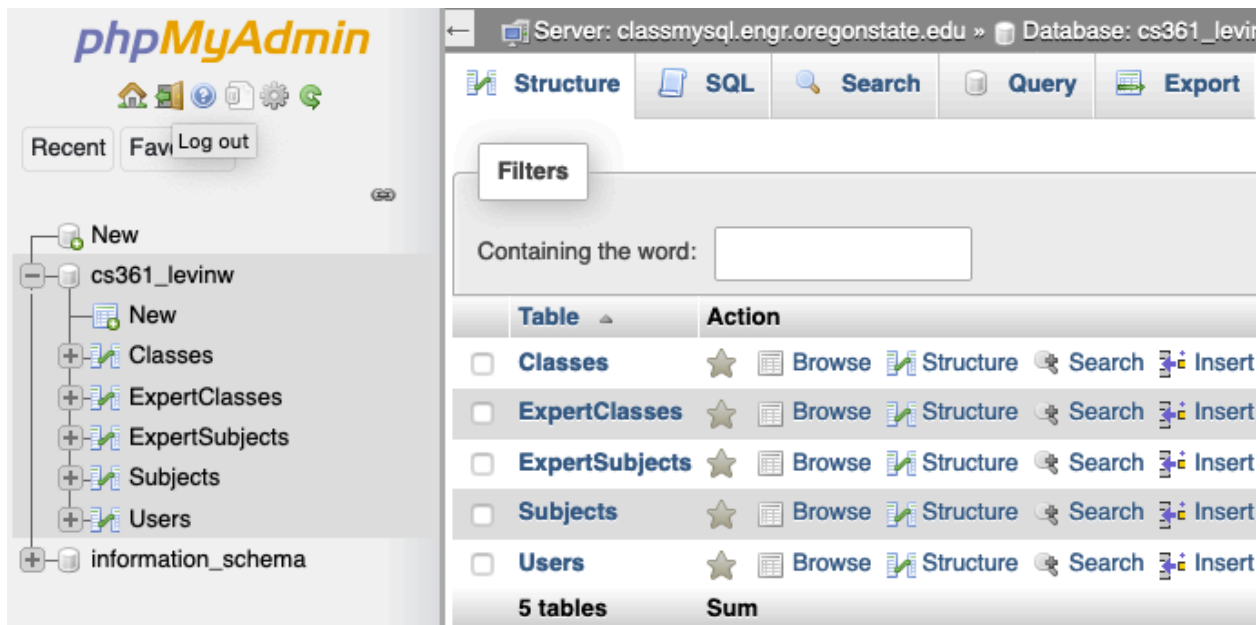 phpMyAdmin
Log out
Recent
New
cs361_levinw
New
Classes
ExpertClasses
ExpertSubjects
Subjects
Users
information_schema
← Server: classmysql.engr.oregonstate.edu » Database: cs361_levin
Structure SQL Search Query Export
Filters
Containing the word:
Table Action
Classes Browse Structure Search Insert
ExpertClasses Browse Structure Search Insert
ExpertSubjects Browse Structure Search Insert
Subjects Browse Structure Search Insert
Users Browse Structure Search Insert
5 tables Sum